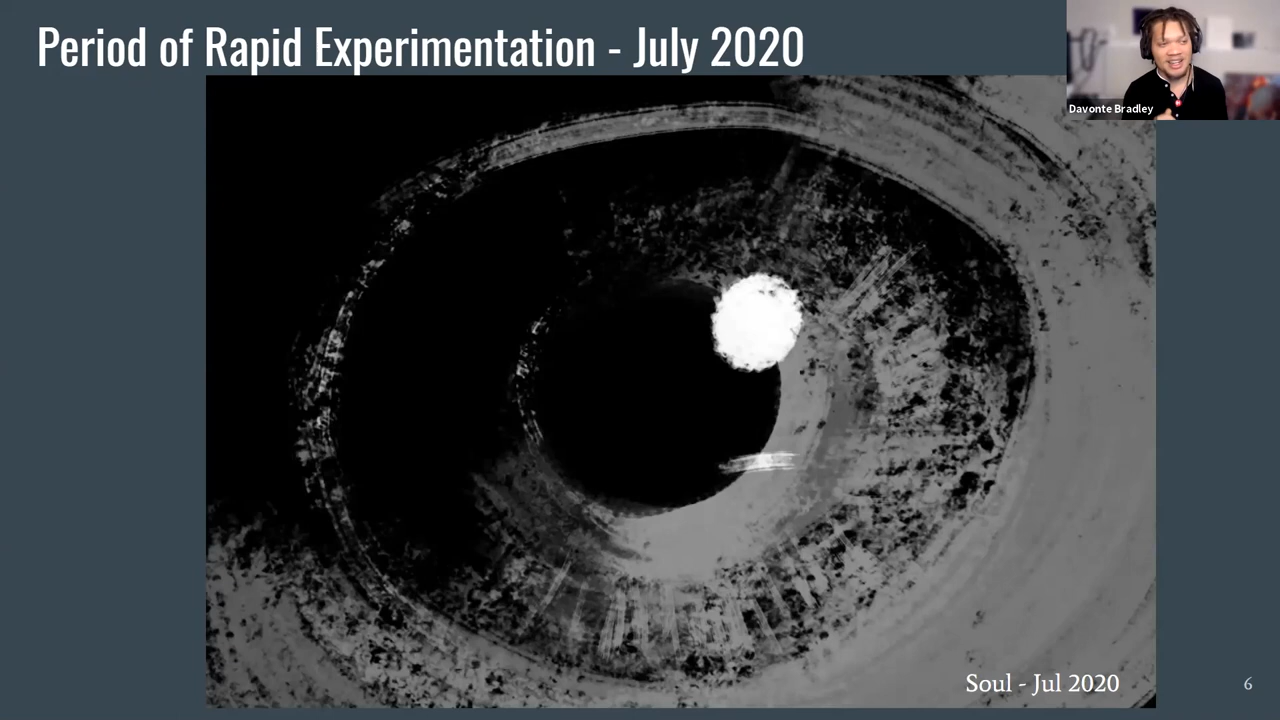 Period of Rapid Experimentation - July 2020
Davonte Bradley
Soul - Jul 2020
6